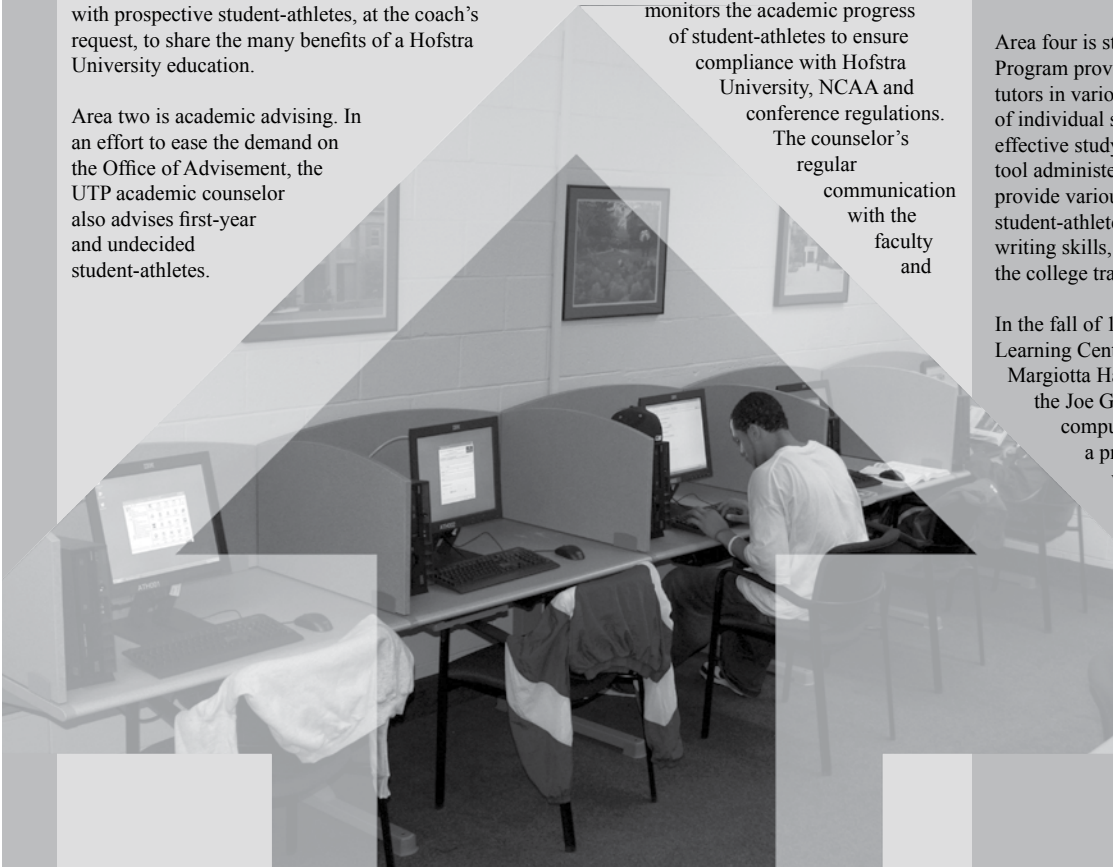 with prospective student-athletes, at the coach's
request, to share the many benefits of a Hofstra
University education.
Area two is academic advising. In
an effort to ease the demand on
the Office of Advisement, the
UTP academic counselor
also advises first-year
and undecided
student-athletes.
monitors the academic progress
of student-athletes to ensure
compliance with Hofstra
University, NCAA and
conference regulations.
The counselor's
regular
communication
with the
faculty
and
Area four is st
Program prov
tutors in vario
of individual s
effective study
tool administe
provide variou
student-athlete
writing skills,
the college tra
In the fall of 1
Learning Cent
Margiotta Ha
the Joe G
compu
a pr